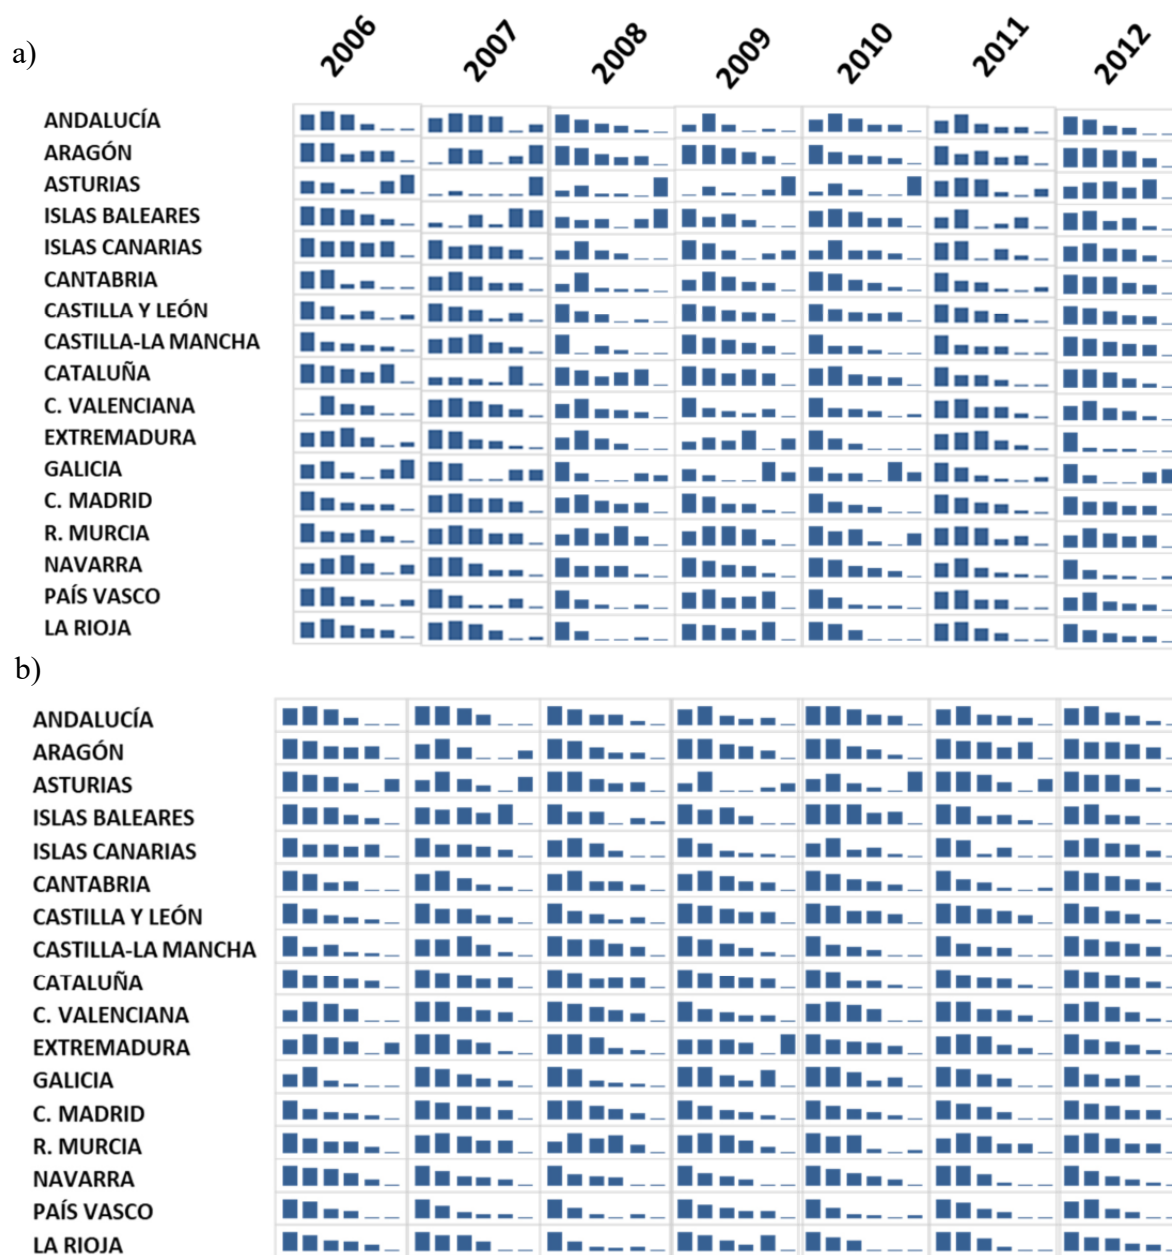 a)
2006 2007 2008 2009 2010 2011 2012
ANDALUCÍA
ARAGÓN
ASTURIAS
ISLAS BALEARES
ISLAS CANARIAS
CANTABRIA
CASTILLA Y LEÓN
CASTILLA-LA MANCHA
CATALUÑA
C. VALENCIANA
EXTREMADURA
GALICIA
C. MADRID
R. MURCIA
NAVARRA
PAÍS VASCO
LA RIOJA
b)
ANDALUCÍA
ARAGÓN
ASTURIAS
ISLAS BALEARES
ISLAS CANARIAS
CANTABRIA
CASTILLA Y LEÓN
CASTILLA-LA MANCHA
CATALUÑA
C. VALENCIANA
EXTREMADURA
GALICIA
C. MADRID
R. MURCIA
NAVARRA
PAÍS VASCO
LA RIOJA